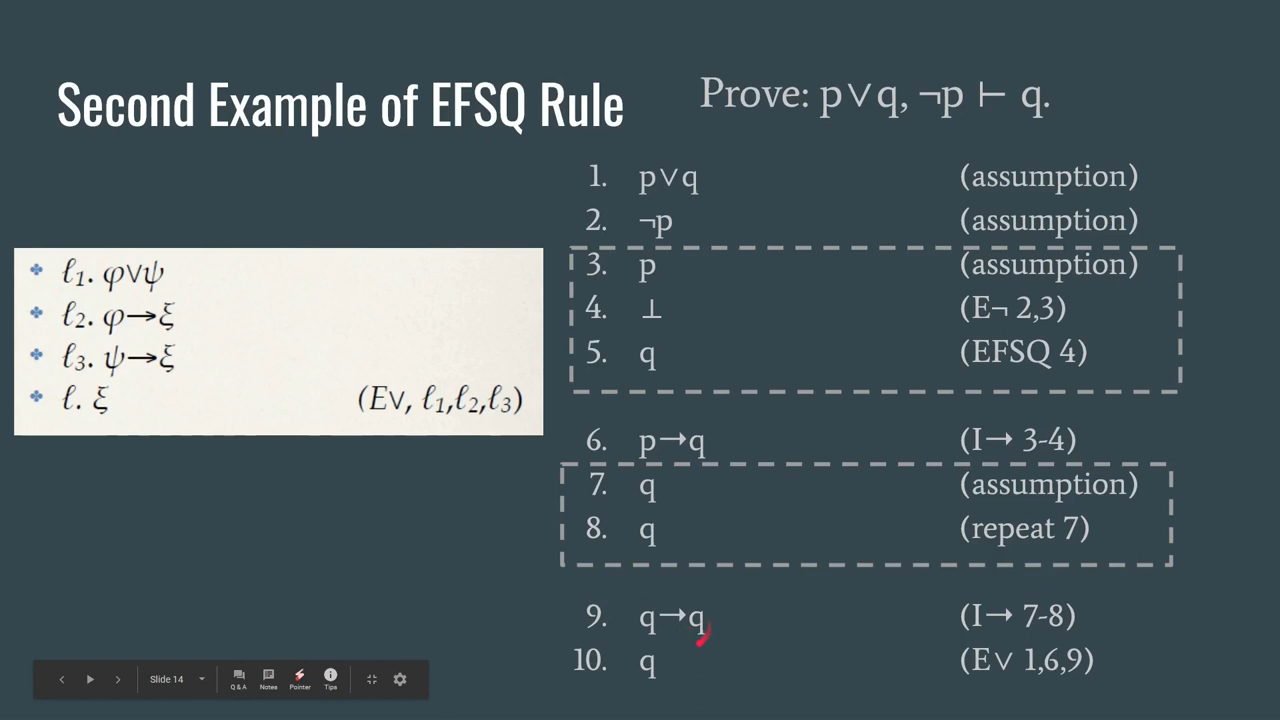 Second Example of EFSQ Rule
Prove: p∨q, ¬p ⊢ q.
ℓ₁. φ∨ψ
ℓ₂. φ→ξ
ℓ₃. ψ→ξ
ℓ. ξ (E∨, ℓ₁,ℓ₂,ℓ₃)
1. p∨q (assumption)
2. ¬p (assumption)
3. p (assumption)
4. ⊥ (E¬ 2,3)
5. q (EFSQ 4)
6. p→q (I→ 3-4)
7. q (assumption)
8. q (repeat 7)
9. q→q (I→ 7-8)
10. q (E∨ 1,6,9)
Slide 14
Q & A
Notes
Pointer
Tips